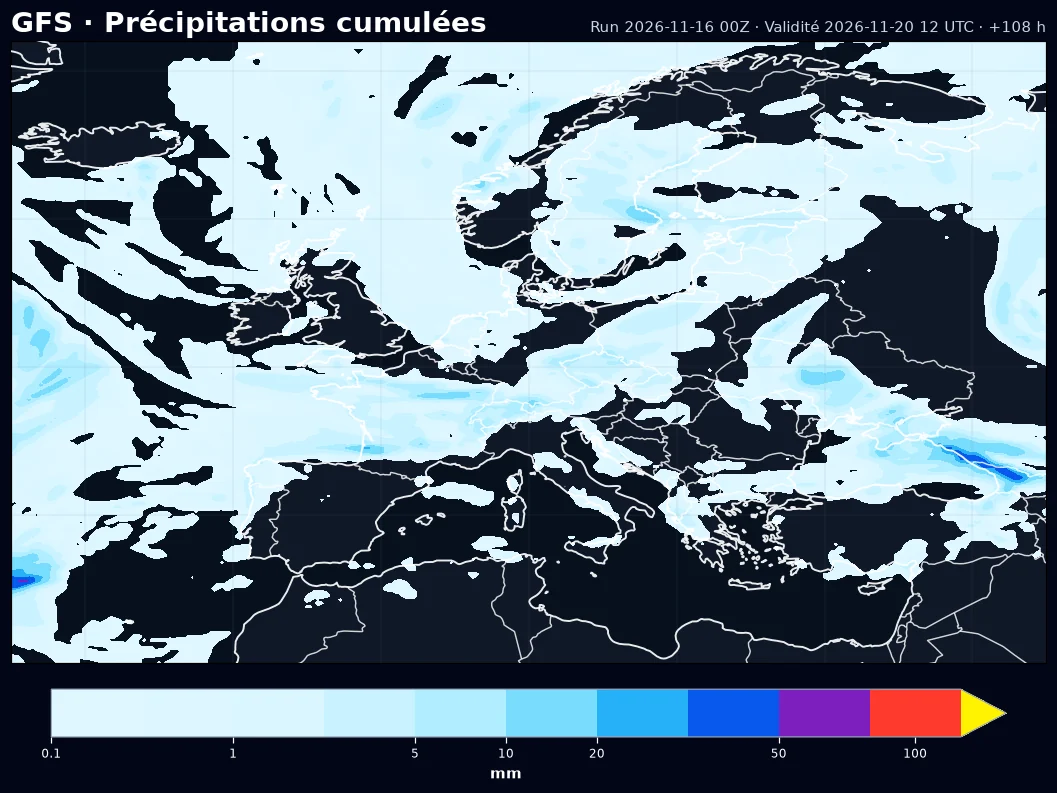 GFS · Précipitations cumulées
Run 2026-11-16 00Z · Validité 2026-11-20 12 UTC · +108 h
0.1 1 5 10 20 50 100
mm